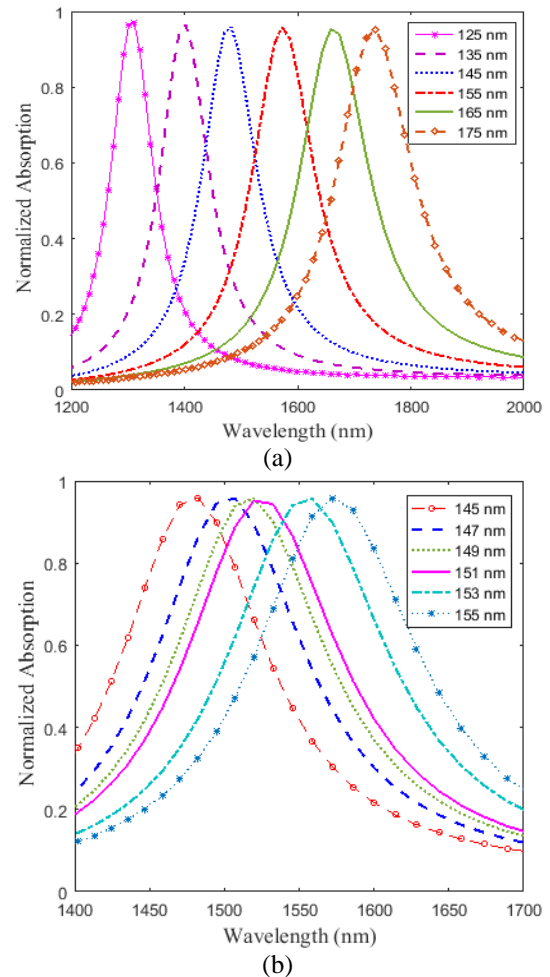 1
125 nm
135 nm
0.8
145 nm
155 nm
165 nm
0.6
175 nm
0.4
0.2
0
1200
1400
1600
1800
2000
Normalized Absorption
Wavelength (nm)
(a)
1
145 nm
147 nm
0.8
149 nm
151 nm
153 nm
0.6
155 nm
0.4
0.2
0
1400
1450
1500
1550
1600
1650
1700
Normalized Absorption
Wavelength (nm)
(b)